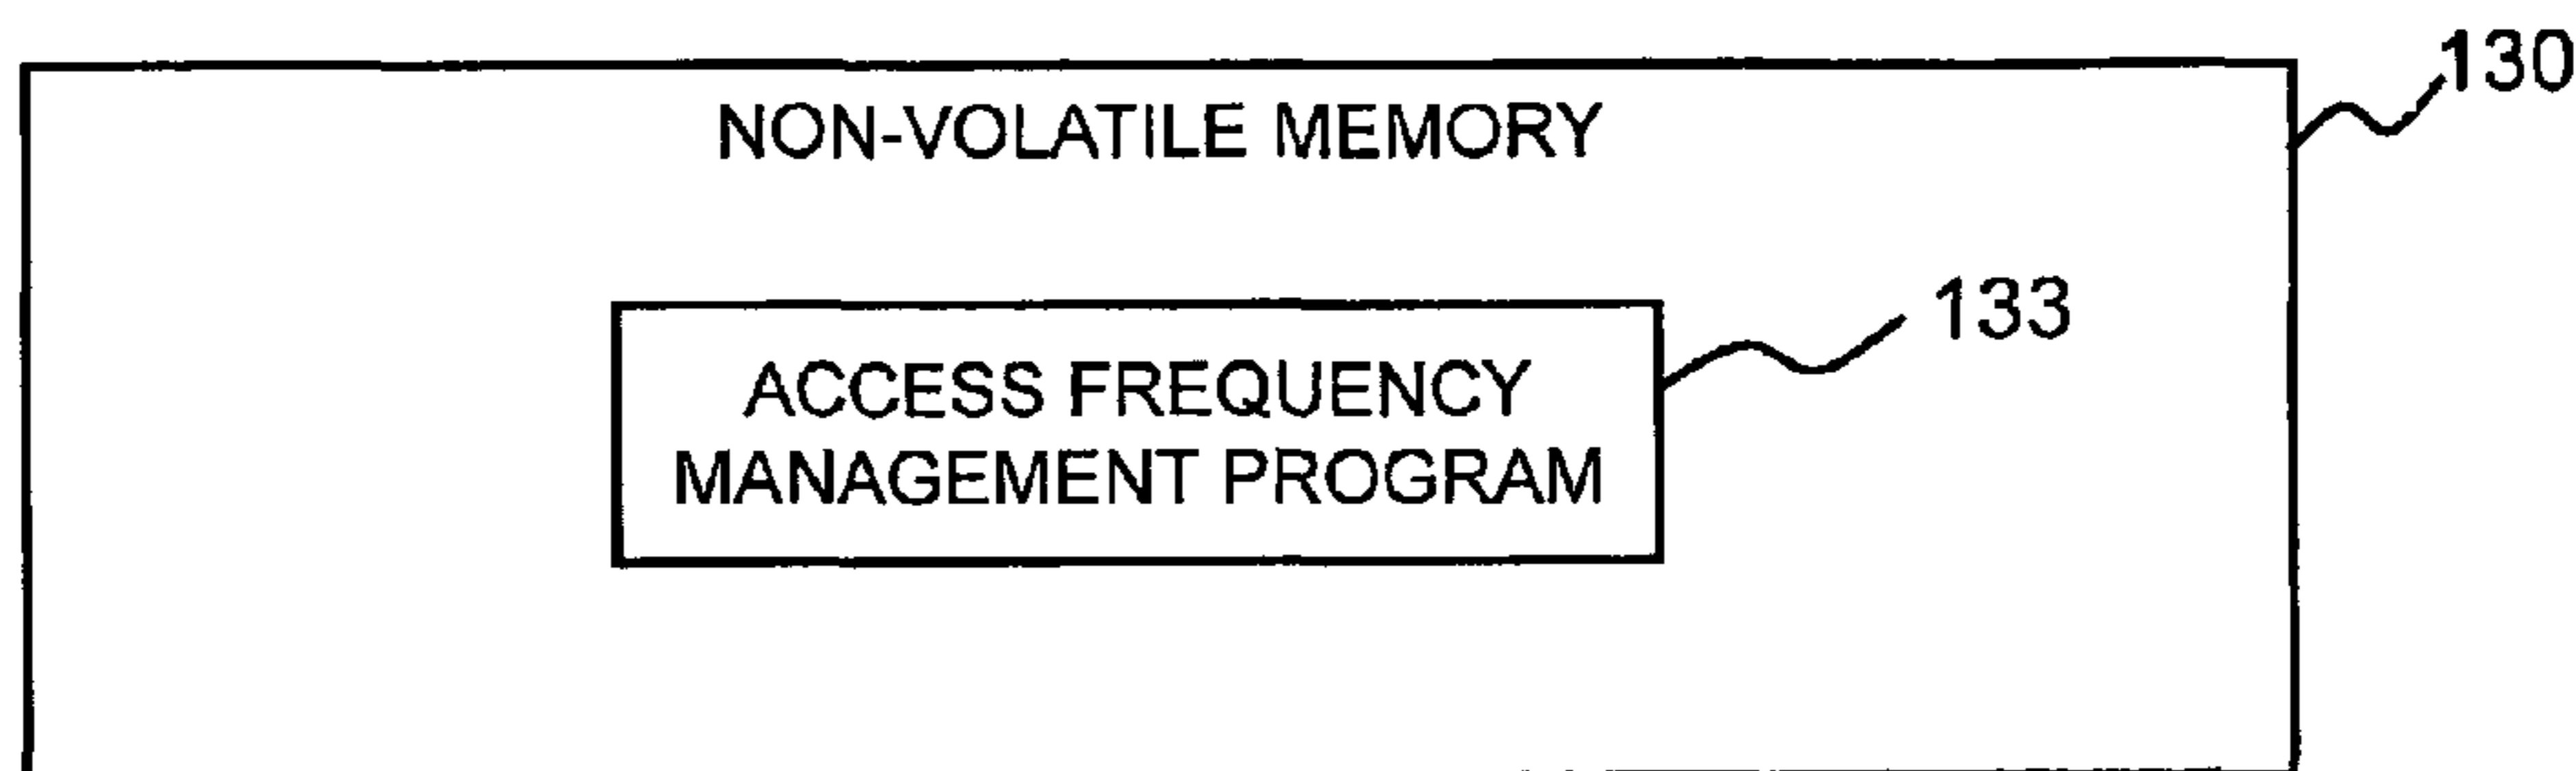 130
NON-VOLATILE MEMORY
133
ACCESS FREQUENCY
MANAGEMENT PROGRAM